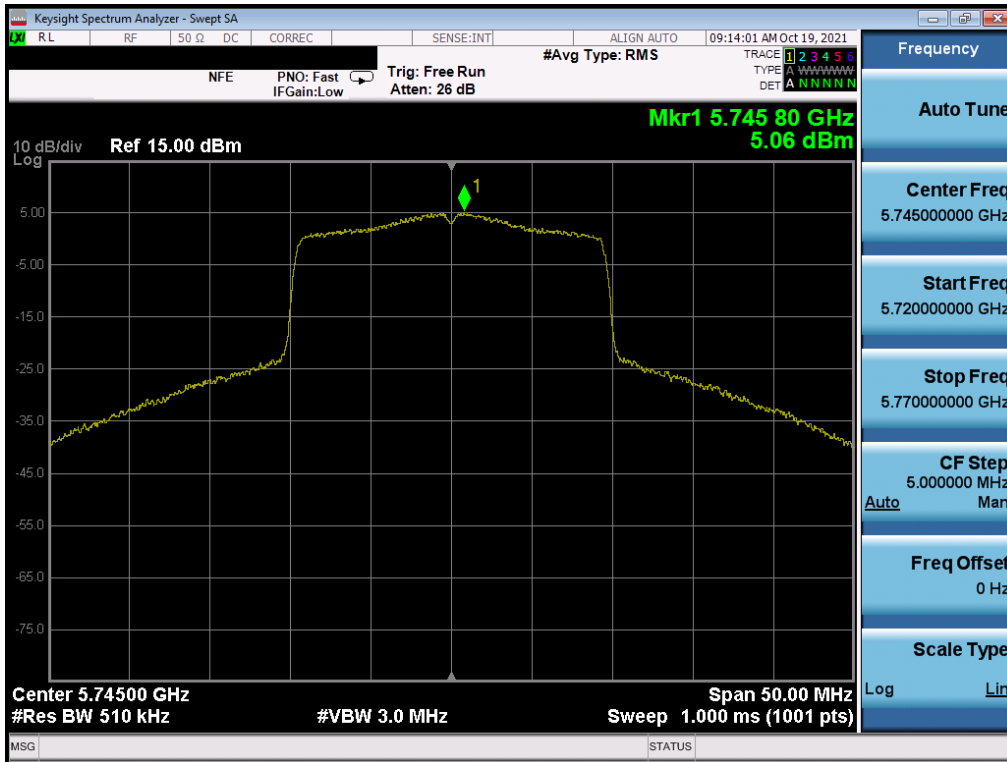 Keysight Spectrum Analyzer - Swept SA
LXI RL RF 50 Ω DC CORREC SENSE:INT ALIGN AUTO 09:14:01 AM Oct 19, 2021
NFE
PNO: Fast
IFGain:Low
Trig: Free Run
Atten: 26 dB
#Avg Type: RMS
TRACE 1 2 3 4 5 6
TYPE A WWWWW
DET A N N N N N
Mkr1 5.745 80 GHz
5.06 dBm
10 dB/div Ref 15.00 dBm
Log
1
5.00
-5.00
-15.0
-25.0
-35.0
-45.0
-55.0
-65.0
-75.0
Center 5.74500 GHz Span 50.00 MHz
#Res BW 510 kHz #VBW 3.0 MHz Sweep 1.000 ms (1001 pts)
MSG STATUS
Frequency
Auto Tune
Center Freq
5.745000000 GHz
Start Freq
5.720000000 GHz
Stop Freq
5.770000000 GHz
CF Step
5.000000 MHz
Auto Man
Freq Offset
0 Hz
Scale Type
Log Lin